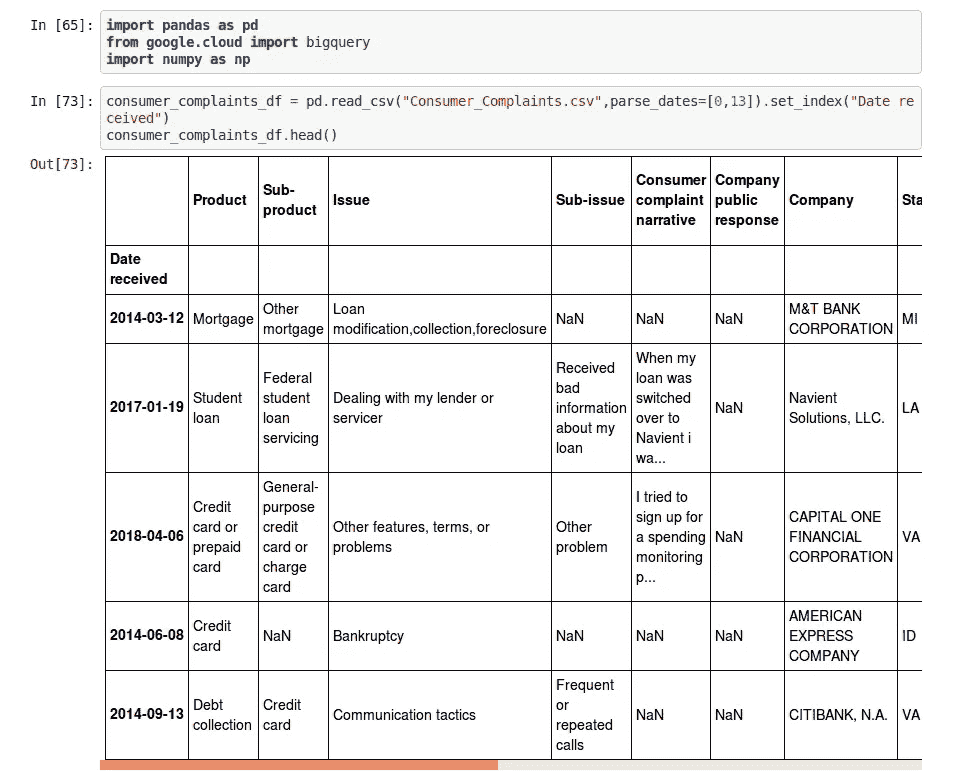 In [65]:
import pandas as pd
from google.cloud import bigquery
import numpy as np
In [73]:
consumer_complaints_df = pd.read_csv("Consumer_Complaints.csv",parse_dates=[0,13]).set_index("Date re
ceived")
consumer_complaints_df.head()
Out[73]:
Product
Sub-
product
Issue
Sub-issue
Consumer
complaint
narrative
Company
public
response
Company
Sta
Date
received
2014-03-12
Mortgage
Other
mortgage
Loan
modification,collection,foreclosure
NaN
NaN
NaN
M&T BANK
CORPORATION
MI
2017-01-19
Student
loan
Federal
student
loan
servicing
Dealing with my lender or
servicer
Received
bad
information
about my
loan
When my
loan was
switched
over to
Navient i
wa...
NaN
Navient
Solutions, LLC.
LA
2018-04-06
Credit
card or
prepaid
card
General-
purpose
credit
card or
charge
card
Other features, terms, or
problems
Other
problem
I tried to
sign up for
a spending
monitoring
p...
NaN
CAPITAL ONE
FINANCIAL
CORPORATION
VA
2014-06-08
Credit
card
NaN
Bankruptcy
NaN
NaN
NaN
AMERICAN
EXPRESS
COMPANY
ID
2014-09-13
Debt
collection
Credit
card
Communication tactics
Frequent
or
repeated
calls
NaN
NaN
CITIBANK, N.A.
VA